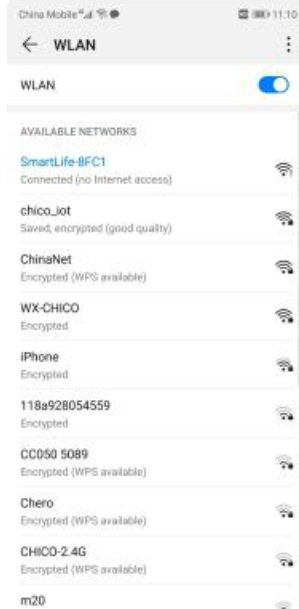 China Mobile
11:10
WLAN
WLAN
AVAILABLE NETWORKS
SmartLife-8FC1
Connected (no Internet access)
chico_iot
Saved, encrypted (good quality)
ChinaNet
Encrypted (WPS available)
WX-CHICO
Encrypted
iPhone
Encrypted
118a928054559
Encrypted
CC050 5089
Encrypted (WPS available)
Chero
Encrypted (WPS available)
CHICO-2.4G
Encrypted (WPS available)
m20